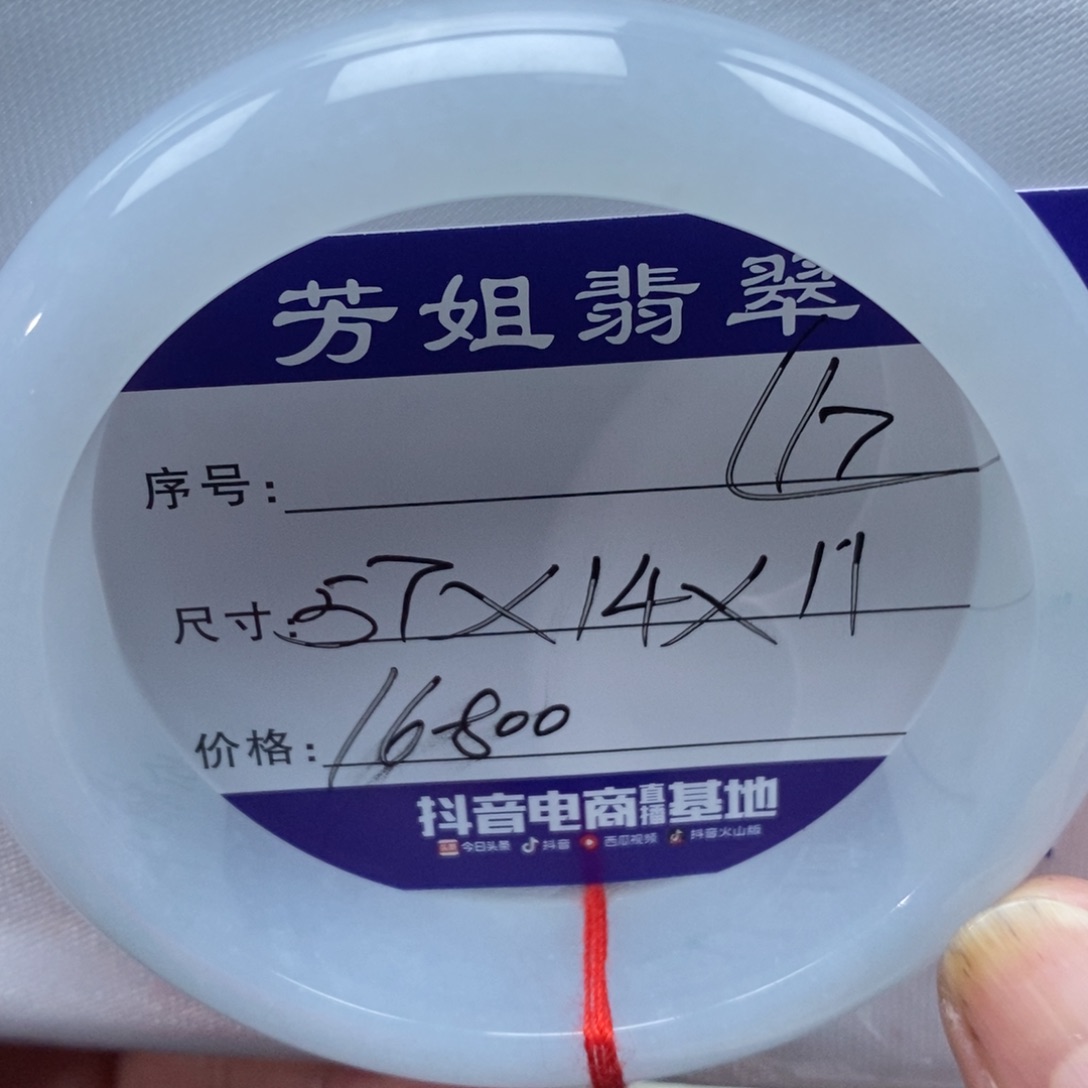 芳姐翡翠
序号: 17
尺寸: 57×14×11
价格: 16800
抖音电商直播基地
今日头条 抖音 西瓜视频 抖音火山版